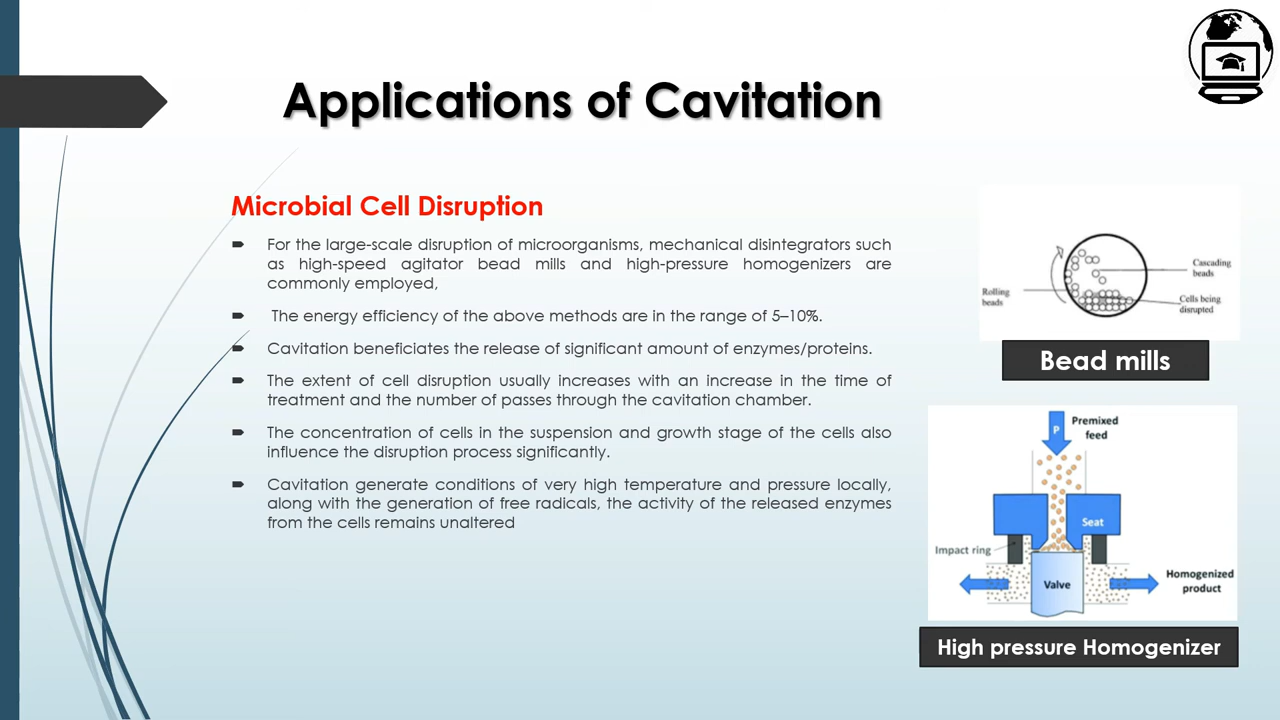 Applications of Cavitation
Microbial Cell Disruption
For the large-scale disruption of microorganisms, mechanical disintegrators such
as high-speed agitator bead mills and high-pressure homogenizers are
commonly employed,
The energy efficiency of the above methods are in the range of 5–10%.
Cavitation beneficiates the release of significant amount of enzymes/proteins.
The extent of cell disruption usually increases with an increase in the time of
treatment and the number of passes through the cavitation chamber.
The concentration of cells in the suspension and growth stage of the cells also
influence the disruption process significantly.
Cavitation generate conditions of very high temperature and pressure locally,
along with the generation of free radicals, the activity of the released enzymes
from the cells remains unaltered
Cascading
beads
Rolling
beads
Cells being
disrupted
Bead mills
P
Premixed
feed
Seat
Impact ring
Valve
Homogenized
product
High pressure Homogenizer